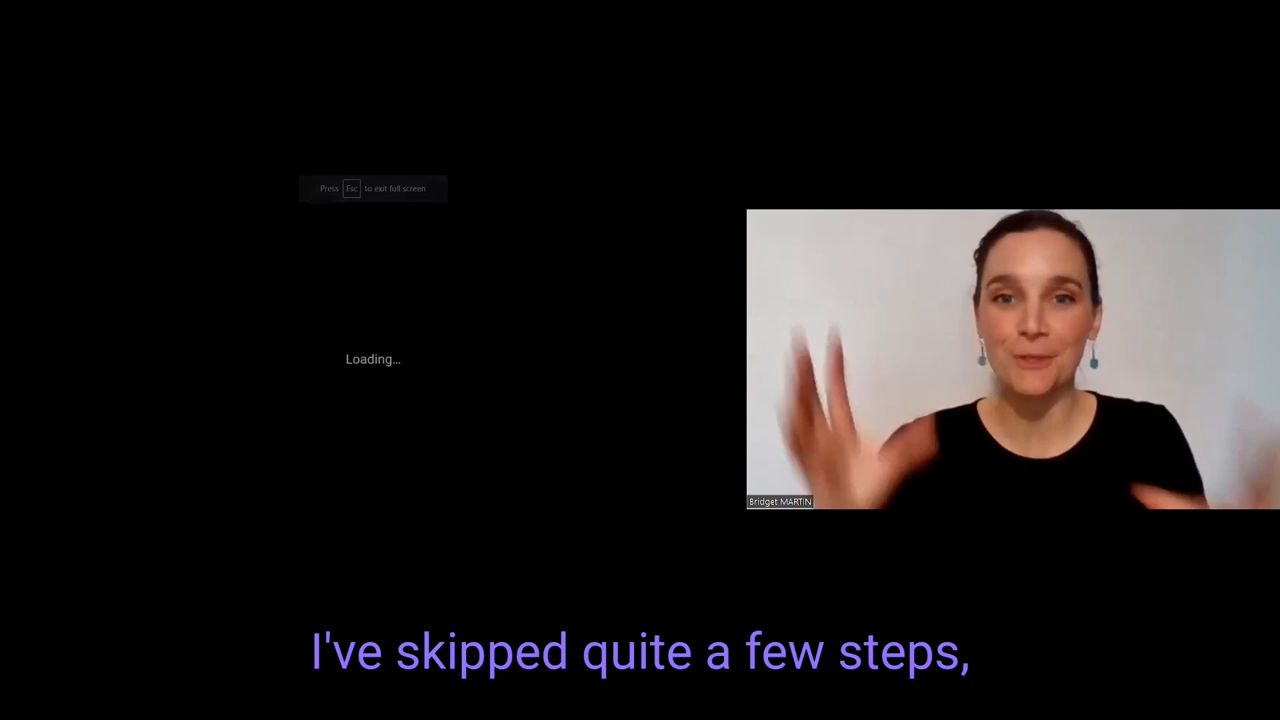 Press Esc to exit full screen
Loading...
Bridget MARTIN
I've skipped quite a few steps,